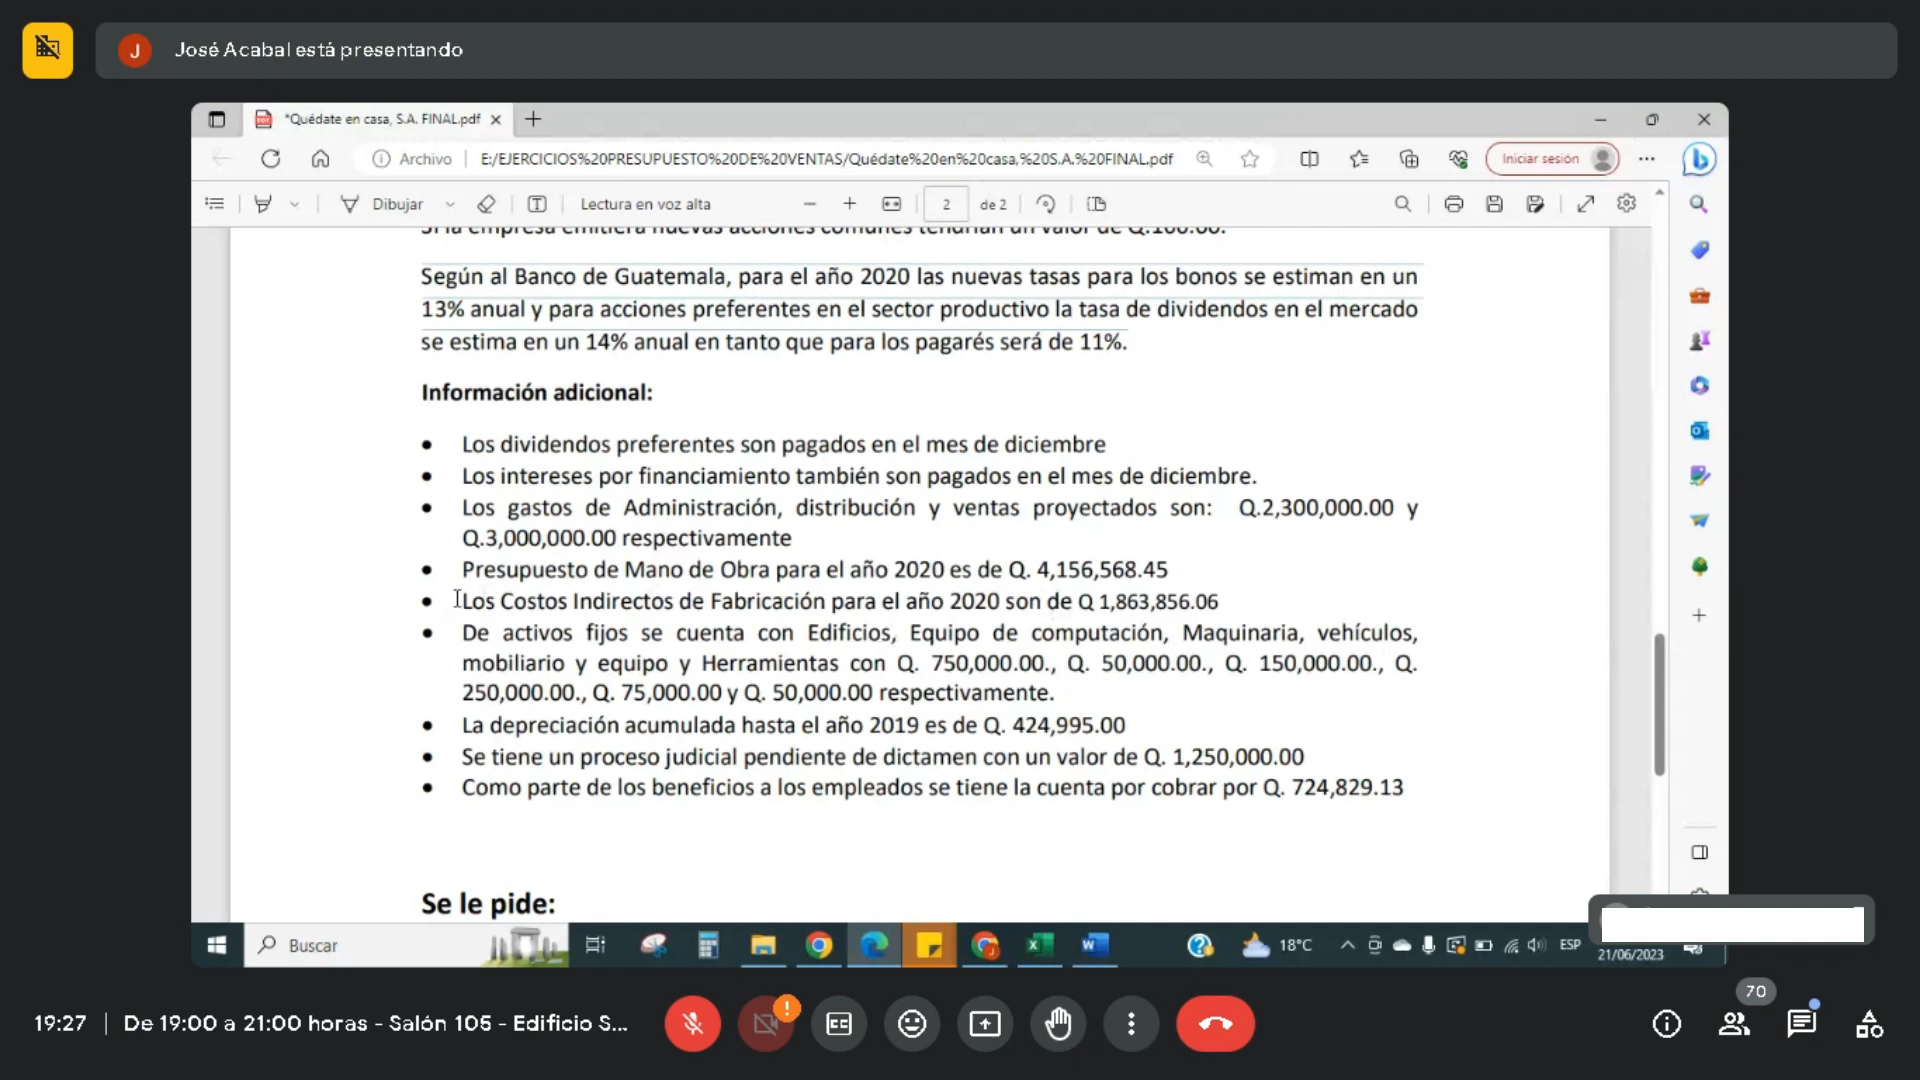 J José Acabal está presentando
*Quédate en casa, S.A. FINAL.pdf
Archivo | E:/EJERCICIOS%20PRESUPUESTO%20DE%20VENTAS/Quédate%20en%20casa,%20S.A.%20FINAL.pdf Iniciar sesión
Dibujar Lectura en voz alta 2 de 2
Si la empresa emitiera nuevas acciones comunes tendrían un valor de Q.100.00.
Según al Banco de Guatemala, para el año 2020 las nuevas tasas para los bonos se estiman en un
13% anual y para acciones preferentes en el sector productivo la tasa de dividendos en el mercado
se estima en un 14% anual en tanto que para los pagarés será de 11%.
Información adicional:
• Los dividendos preferentes son pagados en el mes de diciembre
• Los intereses por financiamiento también son pagados en el mes de diciembre.
• Los gastos de Administración, distribución y ventas proyectados son: Q.2,300,000.00 y
Q.3,000,000.00 respectivamente
• Presupuesto de Mano de Obra para el año 2020 es de Q. 4,156,568.45
• Los Costos Indirectos de Fabricación para el año 2020 son de Q 1,863,856.06
• De activos fijos se cuenta con Edificios, Equipo de computación, Maquinaria, vehículos,
mobiliario y equipo y Herramientas con Q. 750,000.00., Q. 50,000.00., Q. 150,000.00., Q.
250,000.00., Q. 75,000.00 y Q. 50,000.00 respectivamente.
• La depreciación acumulada hasta el año 2019 es de Q. 424,995.00
• Se tiene un proceso judicial pendiente de dictamen con un valor de Q. 1,250,000.00
• Como parte de los beneficios a los empleados se tiene la cuenta por cobrar por Q. 724,829.13
Se le pide:
Buscar 18°C ESP
21/06/2023
70
19:27 | De 19:00 a 21:00 horas - Salón 105 - Edificio S...